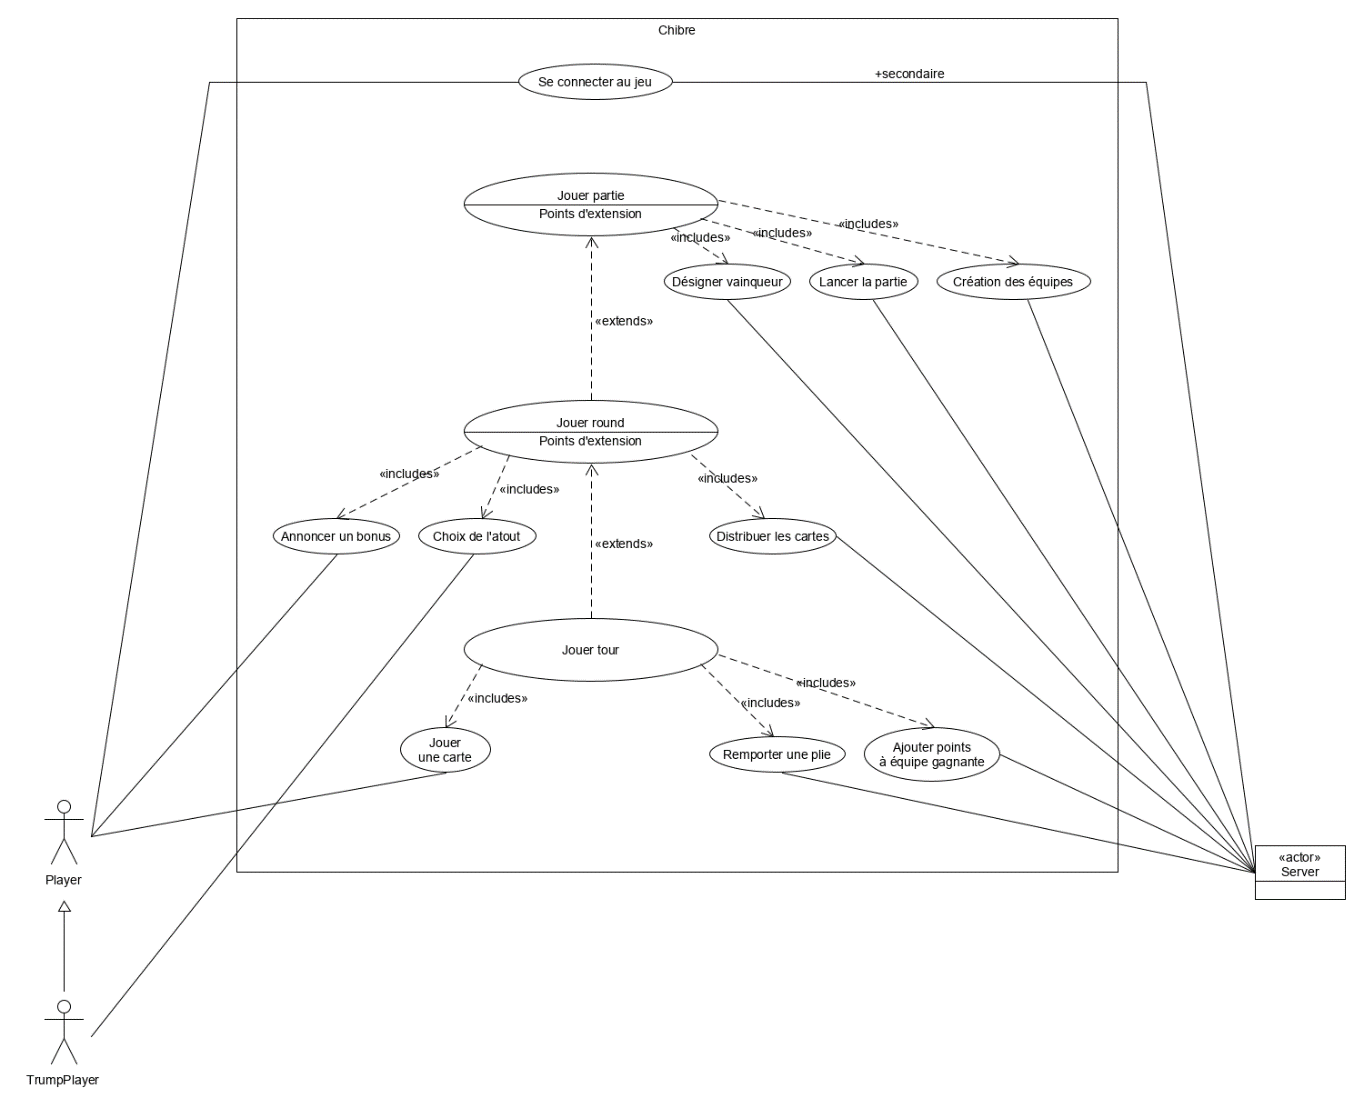 Chibre
Se connecter au jeu
+secondaire
Jouer partie
Points d'extension
«includes»
«includes»
«includes»
Désigner vainqueur
Lancer la partie
Création des équipes
«extends»
Jouer round
Points d'extension
«includes»
«includes»
«includes»
Annoncer un bonus
Choix de l'atout
Distribuer les cartes
«extends»
Jouer tour
«includes»
«includes»
«includes»
Jouer
une carte
Remporter une plie
Ajouter points
à équipe gagnante
Player
«actor»
Server
TrumpPlayer